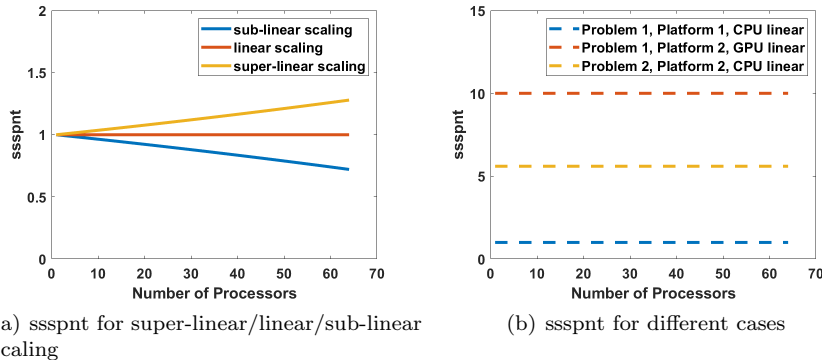 2
1.5
1
0.5
0
0 10 20 30 40 50 60 70
ssspnt
Number of Processors
sub-linear scaling
linear scaling
super-linear scaling
a) ssspnt for super-linear/linear/sub-linear
caling
15
10
5
0
0 10 20 30 40 50 60 70
ssspnt
Number of Processors
Problem 1, Platform 1, CPU linear
Problem 1, Platform 2, GPU linear
Problem 2, Platform 2, CPU linear
(b) ssspnt for different cases